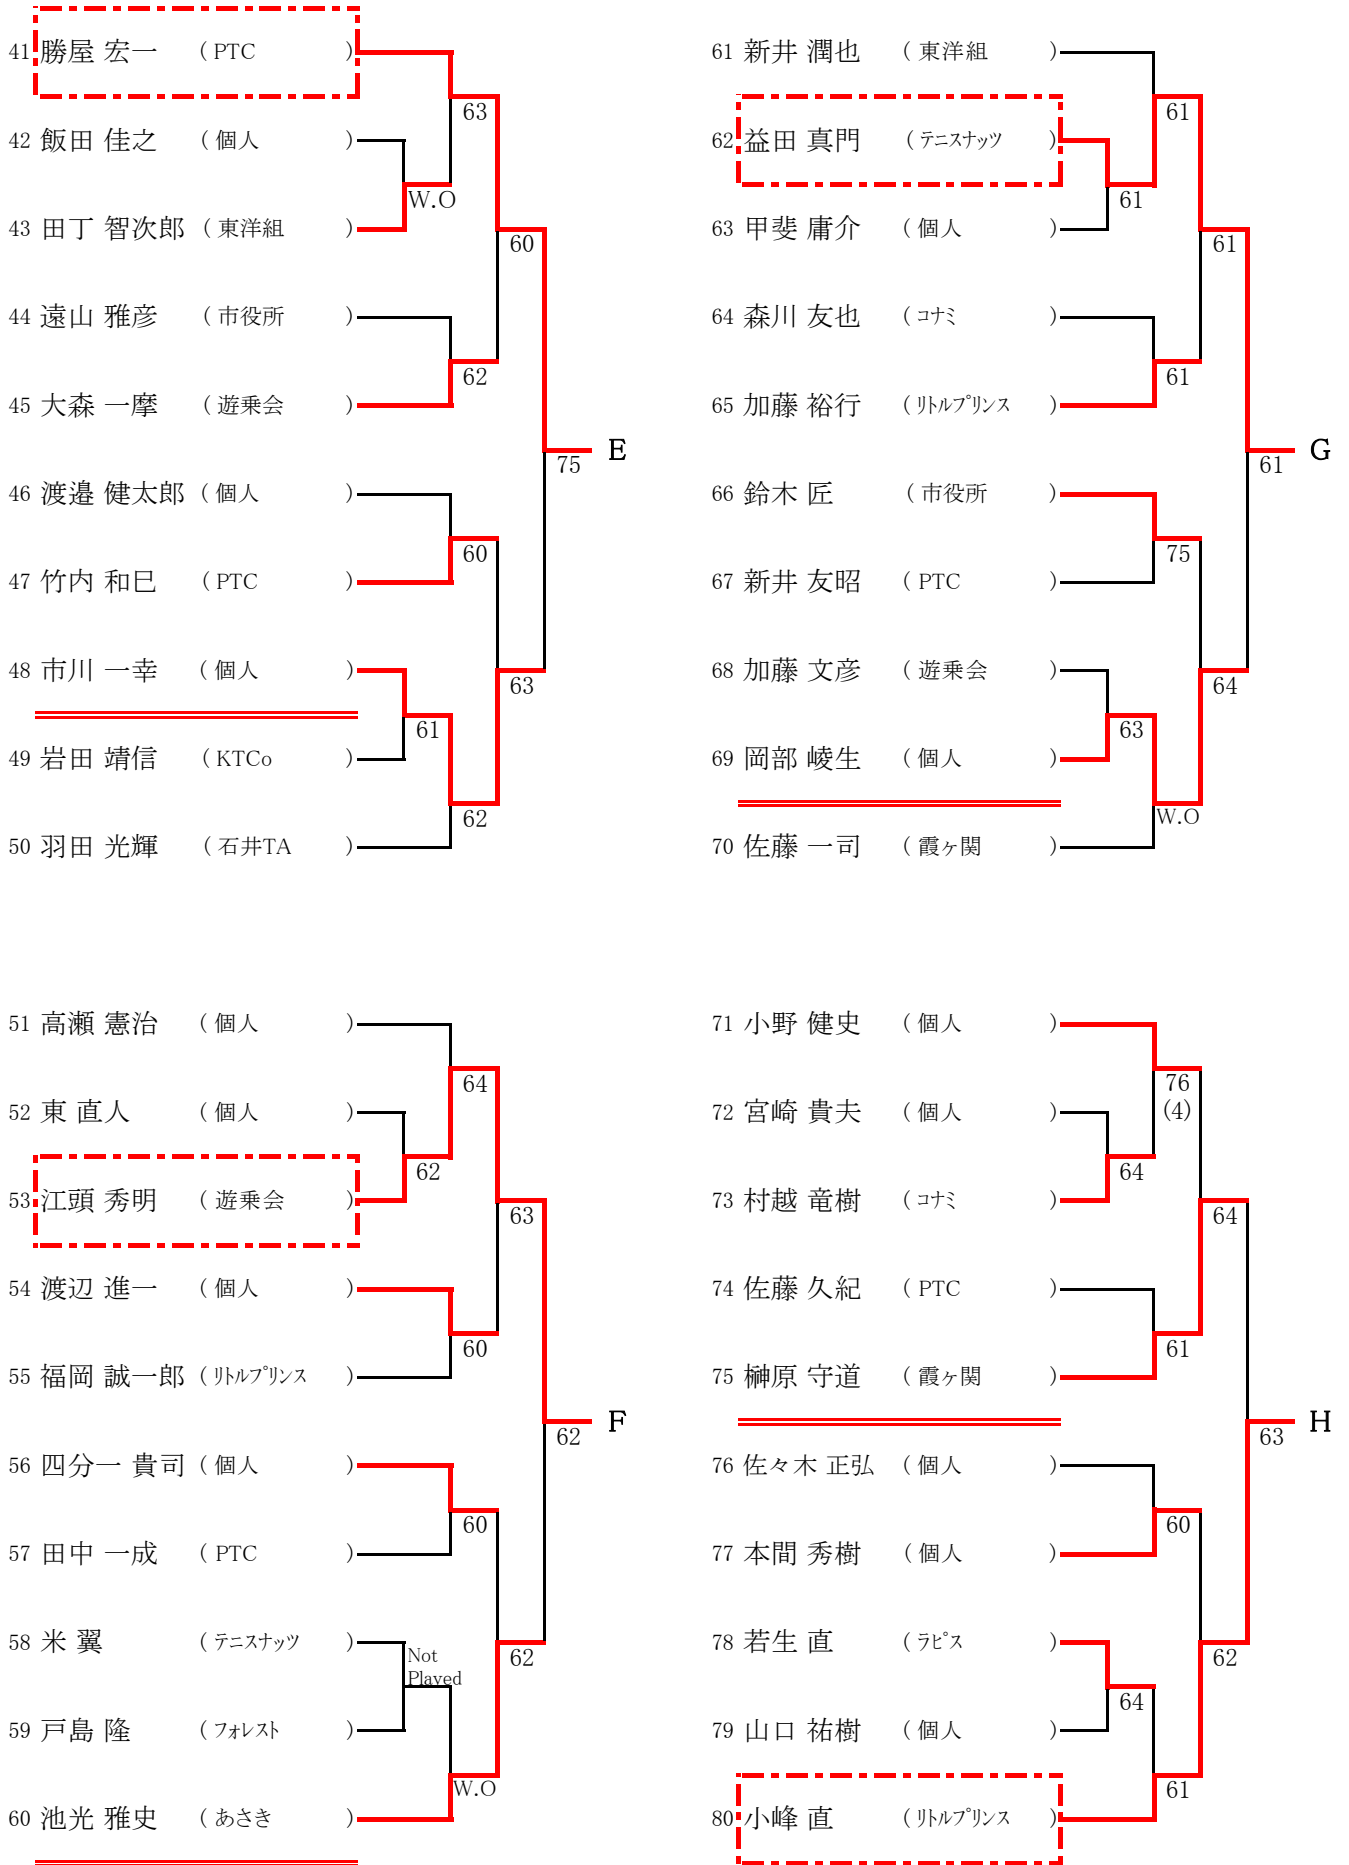 41 勝屋 宏一 ( PTC )
63
42 飯田 佳之 ( 個人 )
W.O
43 田丁 智次郎 ( 東洋組 )
60
44 遠山 雅彦 ( 市役所 )
62
45 大森 一摩 ( 遊乗会 )
75 E
46 渡邉 健太郎 ( 個人 )
60
47 竹内 和巳 ( PTC )
48 市川 一幸 ( 個人 )
63
61
49 岩田 靖信 ( KTCo )
62
50 羽田 光輝 ( 石井TA )
61 新井 潤也 ( 東洋組 )
61
62 益田 真門 ( テニスナッツ )
61
63 甲斐 庸介 ( 個人 )
61
64 森川 友也 ( コナミ )
61
65 加藤 裕行 ( リトルプリンス )
61 G
66 鈴木 匠 ( 市役所 )
75
67 新井 友昭 ( PTC )
68 加藤 文彦 ( 遊乗会 )
64
63
69 岡部 崚生 ( 個人 )
W.O
70 佐藤 一司 ( 霞ヶ関 )
51 高瀬 憲治 ( 個人 )
64
52 東 直人 ( 個人 )
62
53 江頭 秀明 ( 遊乗会 )
63
54 渡辺 進一 ( 個人 )
60
55 福岡 誠一郎 ( リトルプリンス )
62 F
56 四分一 貴司 ( 個人 )
60
57 田中 一成 ( PTC )
58 米 翼 ( テニスナッツ )
62
Not
Played
59 戸島 隆 ( フォレスト )
W.O
60 池光 雅史 ( あさき )
71 小野 健史 ( 個人 )
76
(4)
72 宮崎 貴夫 ( 個人 )
64
73 村越 竜樹 ( コナミ )
64
74 佐藤 久紀 ( PTC )
61
75 榊原 守道 ( 霞ヶ関 )
63 H
76 佐々木 正弘 ( 個人 )
60
77 本間 秀樹 ( 個人 )
78 若生 直 ( ラピス )
62
64
79 山口 祐樹 ( 個人 )
61
80 小峰 直 ( リトルプリンス )